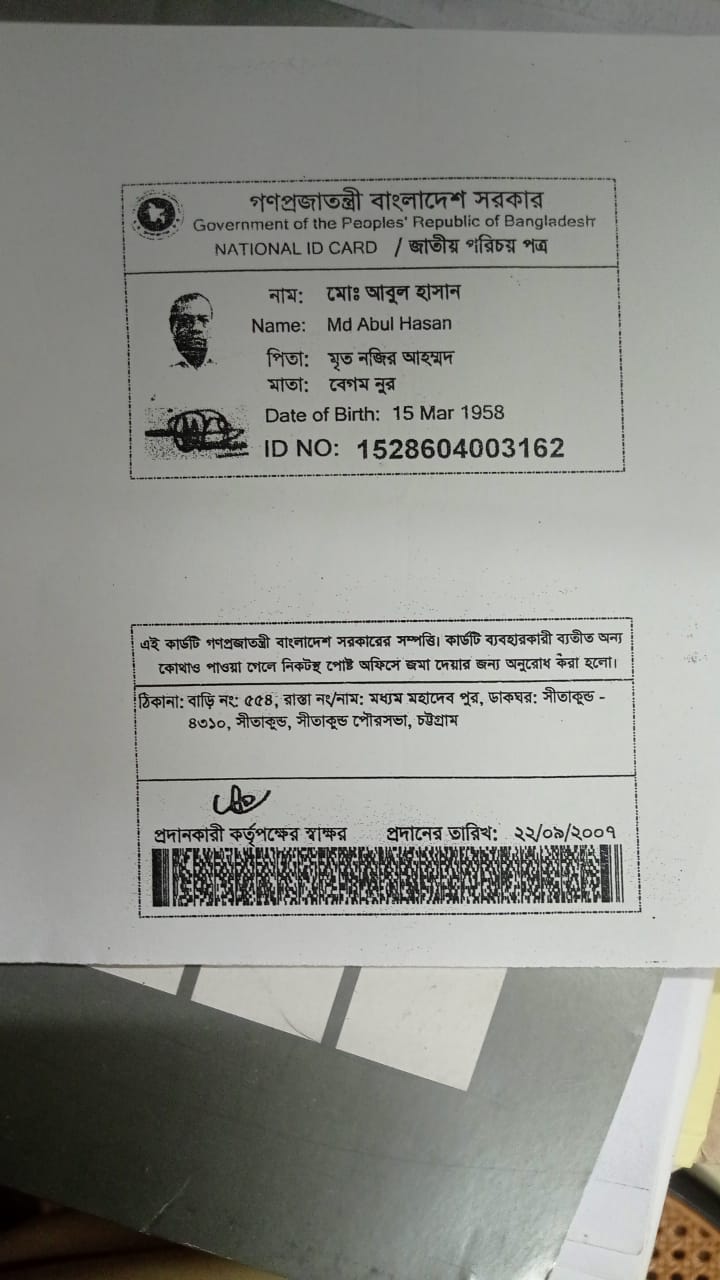 গণপ্রজাতন্ত্রী বাংলাদেশ সরকার
Government of the Peoples' Republic of Bangladesh
NATIONAL ID CARD / জাতীয় পরিচয় পত্র
নাম: মোঃ আবুল হাসান
Name: Md Abul Hasan
পিতা: মৃত নজির আহম্মদ
মাতা: বেগম নুর
Date of Birth: 15 Mar 1958
ID NO: 1528604003162
এই কার্ডটি গণপ্রজাতন্ত্রী বাংলাদেশ সরকারের সম্পত্তি। কার্ডটি ব্যবহারকারী ব্যতীত অন্য
কোথাও পাওয়া গেলে নিকটস্থ পোষ্ট অফিসে জমা দেয়ার জন্য অনুরোধ করা হলো।
ঠিকানা: বাড়ি নং: ৫৫৪, রাস্তা নং/নাম: মধ্যম মহাদেব পুর, ডাকঘর: সীতাকুন্ড -
৪৩১০, সীতাকুন্ড, সীতাকুন্ড পৌরসভা, চট্টগ্রাম
প্রদানকারী কর্তৃপক্ষের স্বাক্ষর প্রদানের তারিখ: ২২/০৯/২০০৭